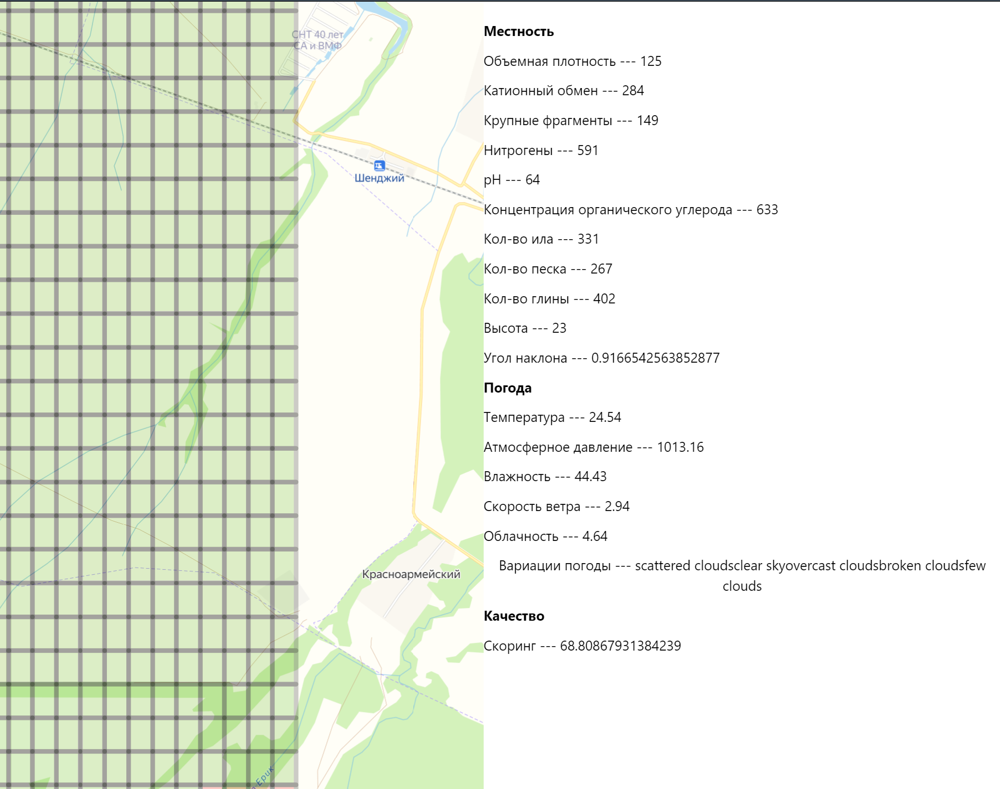 СНТ 40 лет
СА и ВМФ
Шенджий
Красноармейский
Местность
Объемная плотность --- 125
Катионный обмен --- 284
Крупные фрагменты --- 149
Нитрогены --- 591
pH --- 64
Концентрация органического углерода --- 633
Кол-во ила --- 331
Кол-во песка --- 267
Кол-во глины --- 402
Высота --- 23
Угол наклона --- 0.9166542563852877
Погода
Температура --- 24.54
Атмосферное давление --- 1013.16
Влажность --- 44.43
Скорость ветра --- 2.94
Облачность --- 4.64
Вариации погоды --- scattered cloudsclear skyovercast cloudsbroken cloudsfew
clouds
Качество
Скоринг --- 68.80867931384239